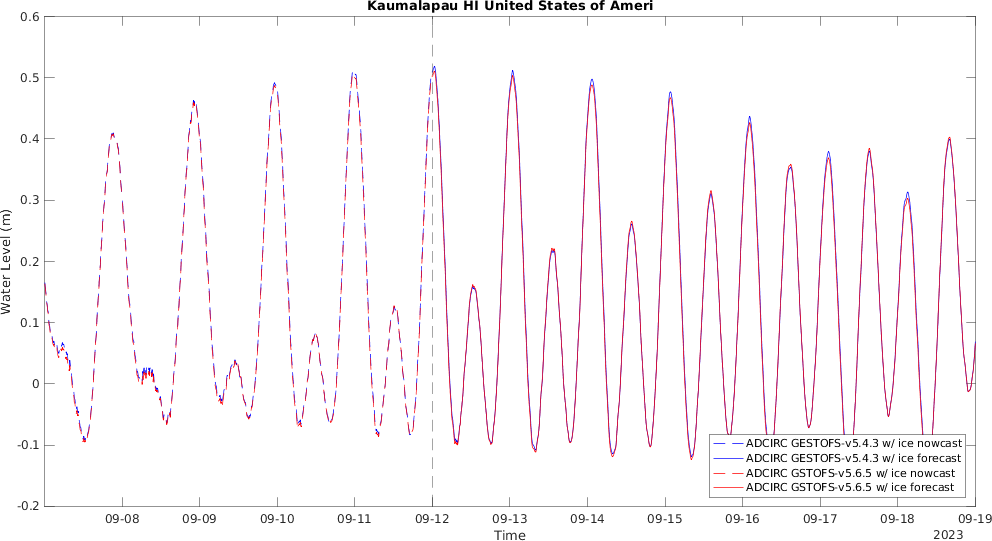 Kaumalapau HI United States of Ameri
0.6
0.5
0.4
0.3
0.2
0.1
0
-0.1
-0.2
Water Level (m)
ADCIRC GESTOFS-v5.4.3 w/ ice nowcast
ADCIRC GESTOFS-v5.4.3 w/ ice forecast
ADCIRC GSTOFS-v5.6.5 w/ ice nowcast
ADCIRC GSTOFS-v5.6.5 w/ ice forecast
09-08 09-09 09-10 09-11 09-12 09-13 09-14 09-15 09-16 09-17 09-18 09-19
Time
2023